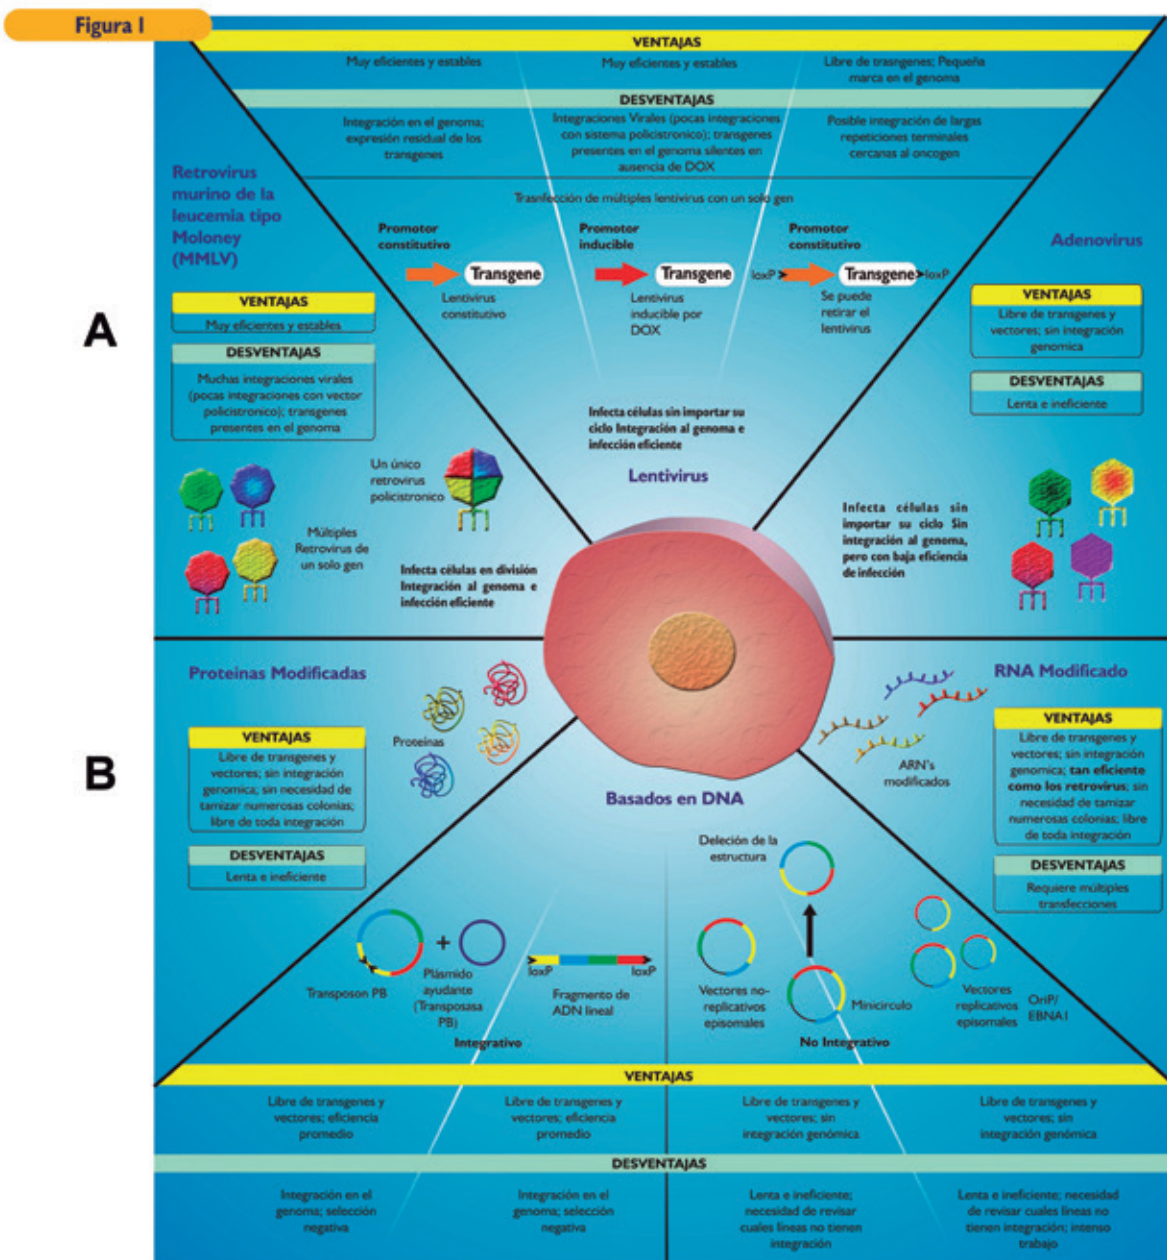 Figura 1
A
VENTAJAS
Muy eficientes y estables
Muy eficientes y estables
Libre de trasngenes; Pequeña
marca en el genoma
DESVENTAJAS
Integración en el genoma;
expresión residual de los
transgenes
Integraciones Virales (pocas integraciones
con sistema policistronico); transgenes
presentes en el genoma silentes en
ausencia de DOX
Posible integración de largas
repeticiones terminales
cercanas al oncogen
Trasnfección de múltiples lentivirus con un solo gen
Promotor
constitutivo
Transgene
Lentivirus
constitutivo
Promotor
inducible
Transgene
Lentivirus
inducible por
DOX
Promotor
constitutivo
loxP
Transgene
loxP
Se puede
retirar el
lentivirus
Infecta células sin importar su
ciclo Integración al genoma e
infección eficiente
Lentivirus
Retrovirus
murino de la
leucemia tipo
Moloney
(MMLV)
VENTAJAS
Muy eficientes y estables
DESVENTAJAS
Muchas integraciones virales
(pocas integraciones con vector
policistronico); transgenes
presentes en el genoma
Un único
retrovirus
policistronico
Múltiples
Retrovirus de
un solo gen
Infecta células en división
Integración al genoma e
infección eficiente
Adenovirus
VENTAJAS
Libre de transgenes y
vectores; sin integración
genomica
DESVENTAJAS
Lenta e ineficiente
Infecta células sin
importar su ciclo Sin
integración al genoma,
pero con baja eficiencia
de infección
B
Proteinas Modificadas
VENTAJAS
Libre de transgenes y
vectores; sin integración
genomica; sin necesidad de
tamizar numerosas colonias;
libre de toda integración
DESVENTAJAS
Lenta e ineficiente
Proteinas
RNA Modificado
VENTAJAS
Libre de transgenes y
vectores; sin integración
genomica; tan eficiente
como los retrovirus; sin
necesidad de tamizar
numerosas colonias; libre
de toda integración
DESVENTAJAS
Requiere múltiples
transfecciones
ARN's
modificados
Basados en DNA
Transposon PB
+
Plásmido
ayudante
(Transposasa
PB)
loxP
loxP
Fragmento de
ADN lineal
Integrativo
Deleción de la
estructura
Vectores no-
replicativos
episomales
Minicirculo
No Integrativo
Vectores
replicativos
episomales
OriP/
EBNA1
VENTAJAS
Libre de transgenes y
vectores; eficiencia
promedio
Libre de transgenes y
vectores; eficiencia
promedio
Libre de transgenes y
vectores; sin
integración genómica
Libre de transgenes y
vectores; sin
integración genómica
DESVENTAJAS
Integración en el
genoma; selección
negativa
Integración en el
genoma; selección
negativa
Lenta e ineficiente;
necesidad de revisar
cuales líneas no tienen
integración
Lenta e ineficiente; necesidad
de revisar cuales líneas no
tienen integración; intenso
trabajo